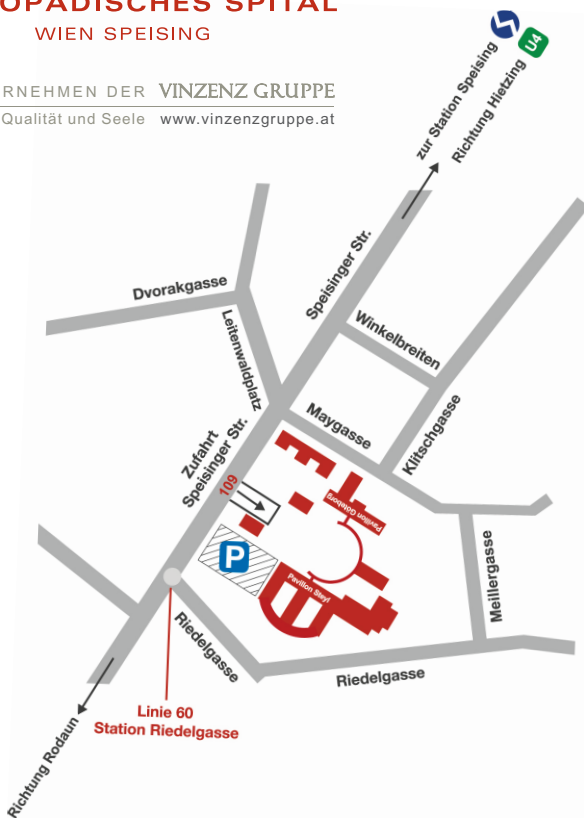 OPÄDISCHES SPITAL
WIEN SPEISING
RNEHMEN DER VINZENZ GRUPPE
Qualität und Seele www.vinzenzgruppe.at
U4
zur Station Speising
Richtung Hietzing
Speisinger Str.
Dvorakgasse
Leitenwaldplatz
Winkelbreiten
Maygasse
Klitschgasse
Zufahrt
Speisinger Str.
109
Pavillon Göteborg
P
Pavillon Steyl
Meillergasse
Riedelgasse
Riedelgasse
Linie 60
Station Riedelgasse
Richtung Rodaun